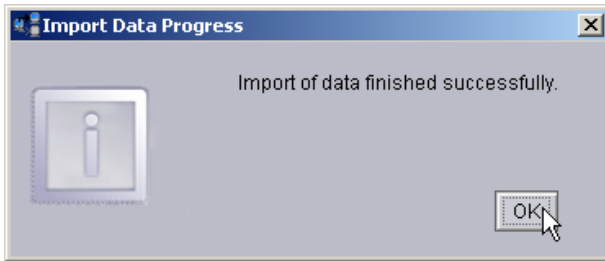 Import Data Progress
Import of data finished successfully.
OK